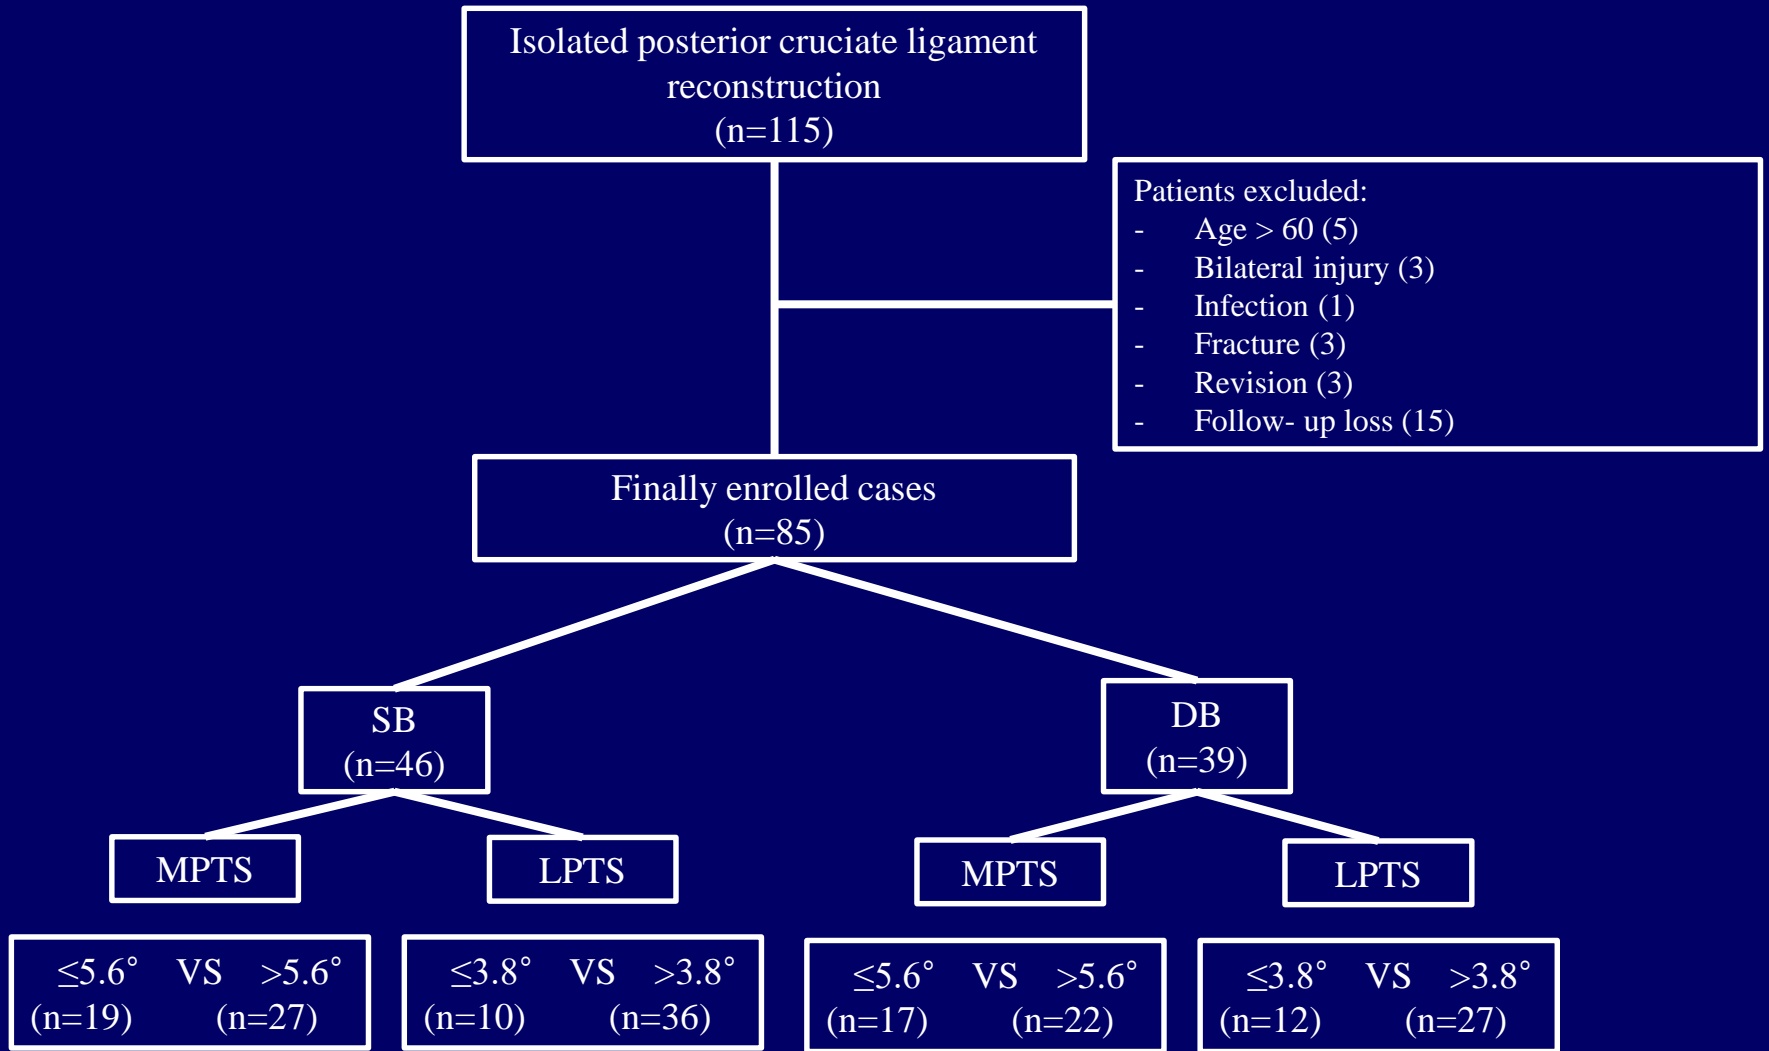 Isolated posterior cruciate ligament
reconstruction
(n=115)
Patients excluded:
- Age > 60 (5)
- Bilateral injury (3)
- Infection (1)
- Fracture (3)
- Revision (3)
- Follow- up loss (15)
Finally enrolled cases
(n=85)
SB
(n=46)
DB
(n=39)
MPTS
LPTS
MPTS
LPTS
≤5.6° VS >5.6°
(n=19) (n=27)
≤3.8° VS >3.8°
(n=10) (n=36)
≤5.6° VS >5.6°
(n=17) (n=22)
≤3.8° VS >3.8°
(n=12) (n=27)